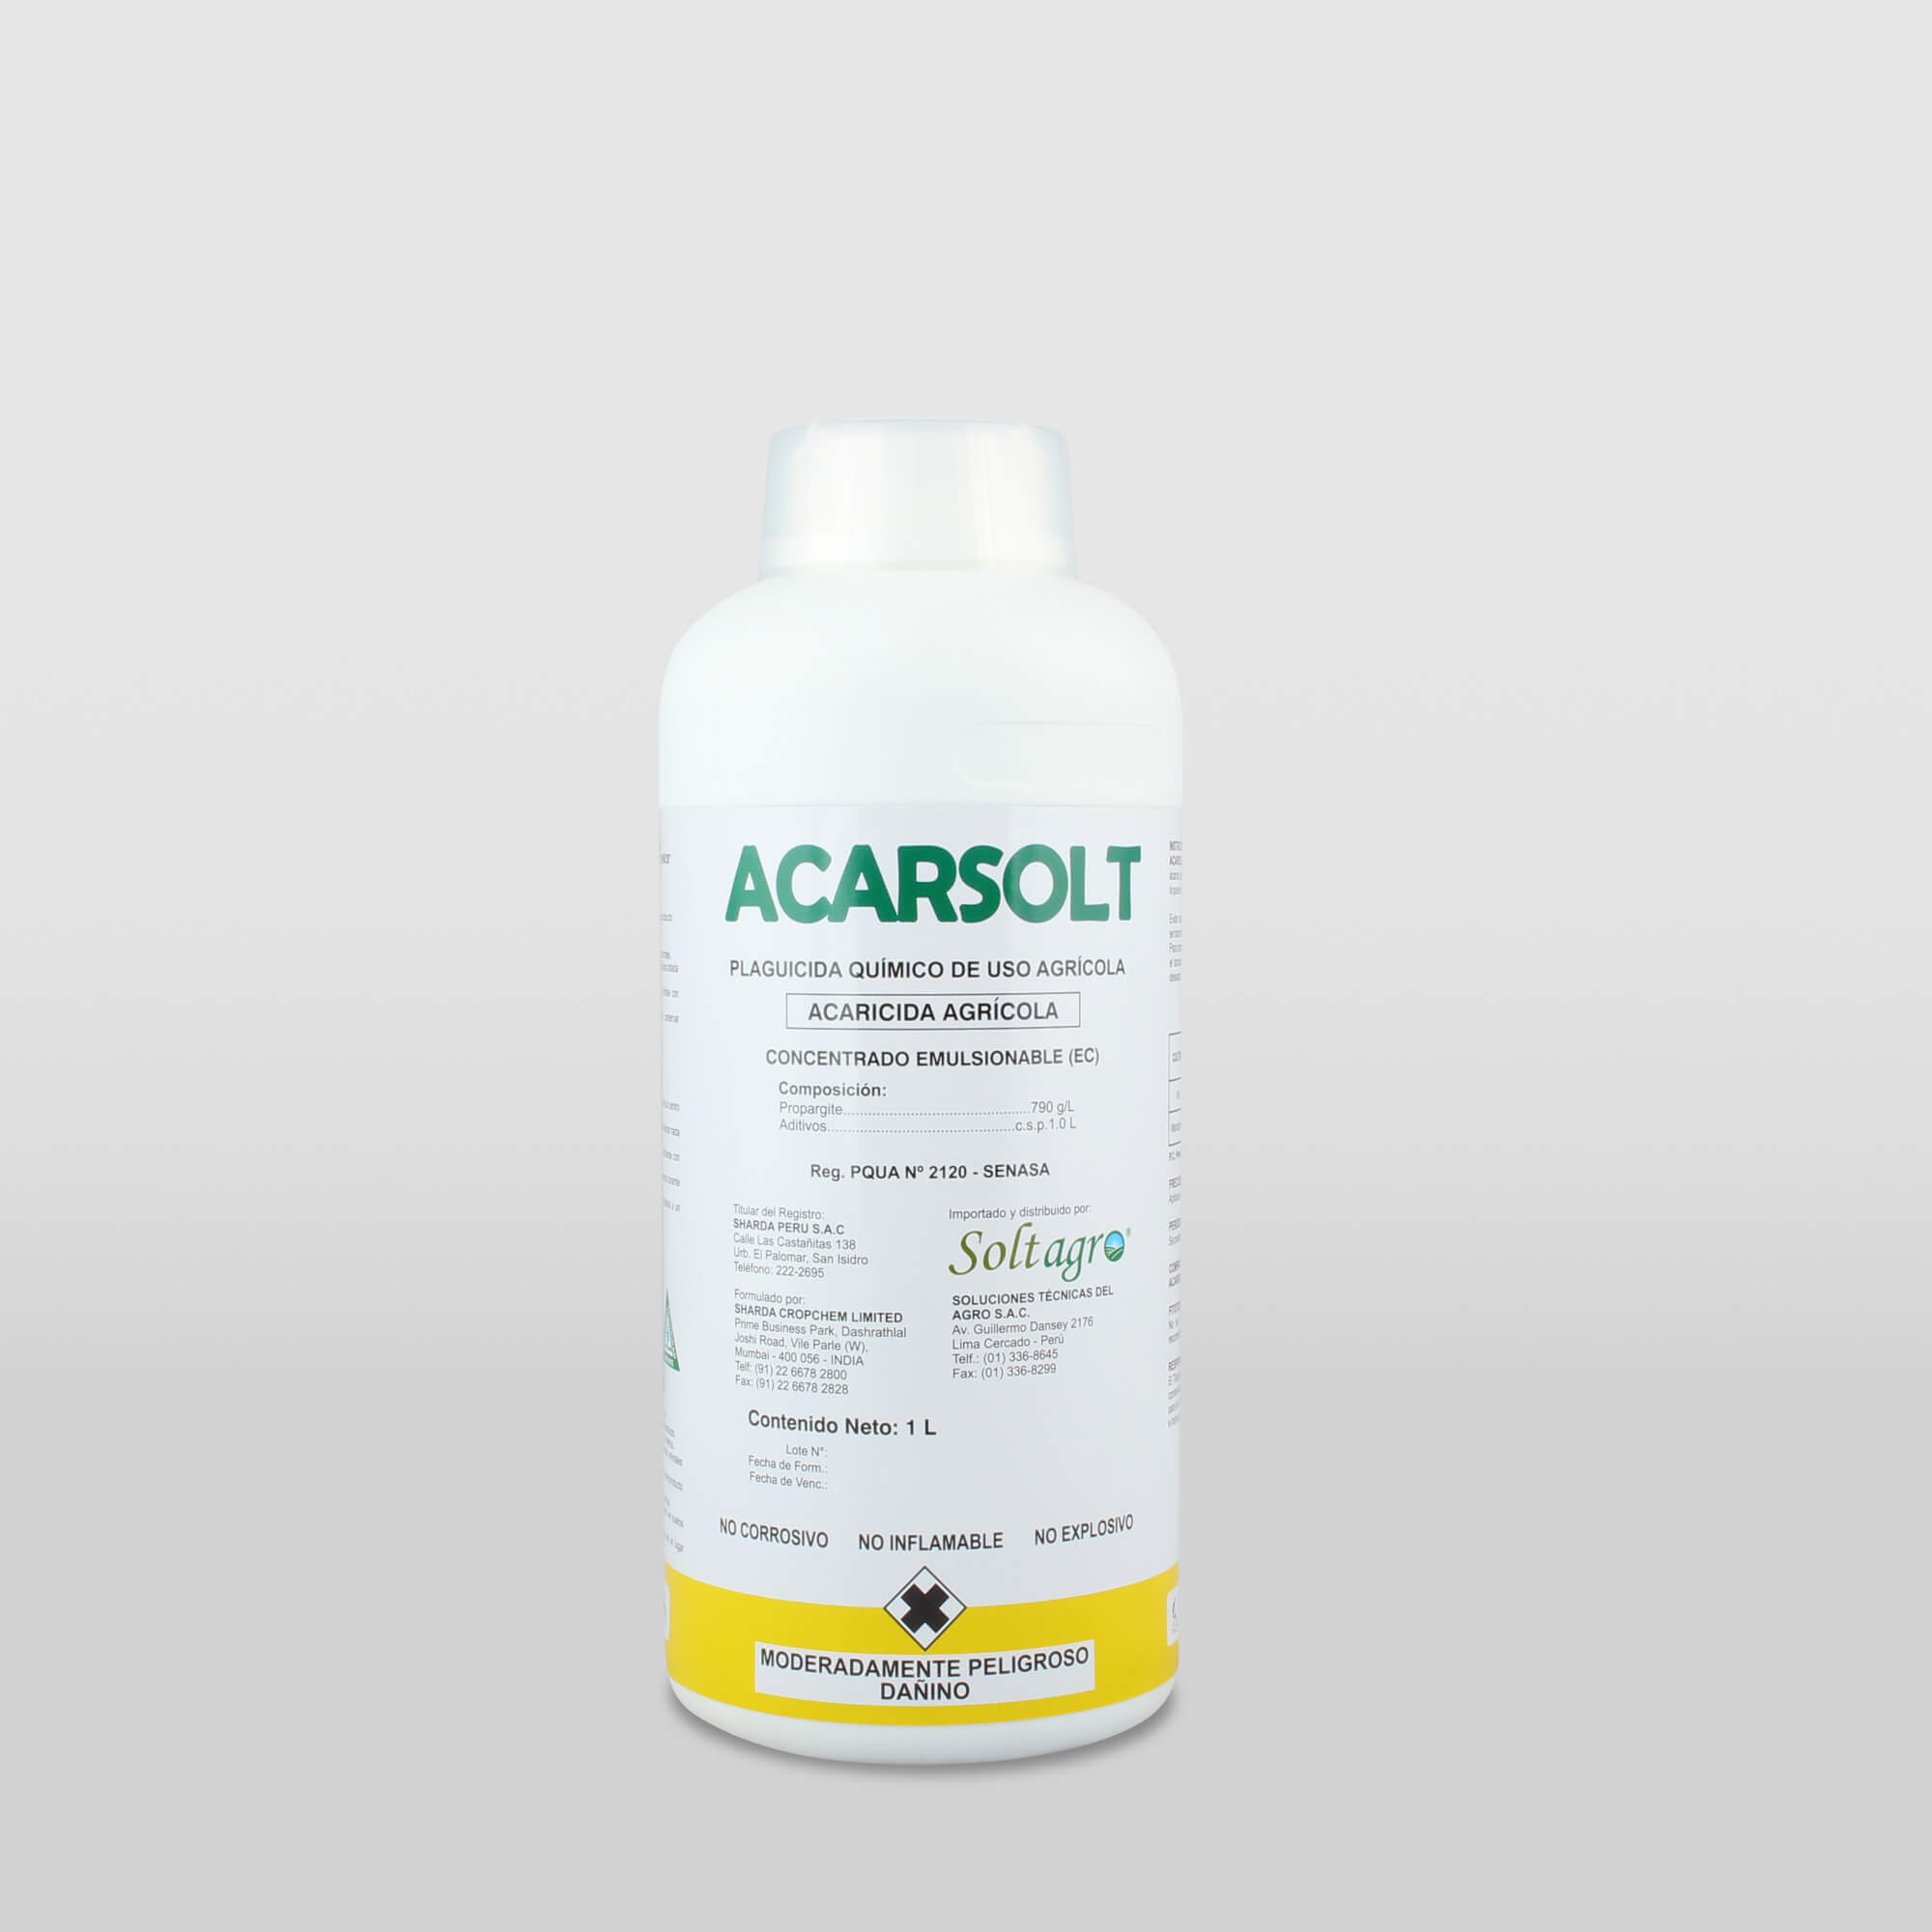 ACARSOLT
PLAGUICIDA QUÍMICO DE USO AGRÍCOLA
ACARICIDA AGRÍCOLA
CONCENTRADO EMULSIONABLE (EC)
Composición:
Propargite............................................790 g/L
Aditivos............................................c.s.p.1.0 L
Reg. PQUA Nº 2120 - SENASA
Titular del Registro:
SHARDA PERU S.A.C
Calle Las Castañitas 138
Urb. El Palomar, San Isidro
Teléfono: 222-2695
Formulado por:
SHARDA CROPCHEM LIMITED
Prime Business Park, Dashrathlal
Joshi Road, Vile Parle (W),
Mumbai - 400 056 - INDIA
Telf: (91) 22 6678 2800
Fax: (91) 22 6678 2828
Importado y distribuido por:
Soltagro®
SOLUCIONES TÉCNICAS DEL
AGRO S.A.C.
Av. Guillermo Dansey 2176
Lima Cercado - Perú
Telf.: (01) 336-8645
Fax: (01) 336-8299
Contenido Neto: 1 L
Lote N°:
Fecha de Form.:
Fecha de Venc.:
NO CORROSIVO NO INFLAMABLE NO EXPLOSIVO
MODERADAMENTE PELIGROSO
DAÑINO